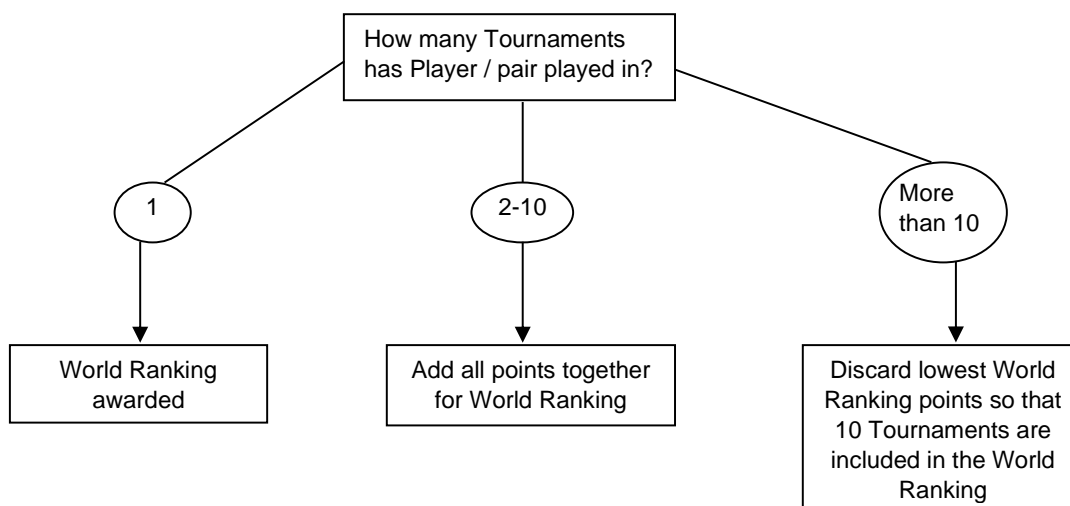 How many Tournaments
has Player / pair played in?
1
2-10
More
than 10
World Ranking
awarded
Add all points together
for World Ranking
Discard lowest World
Ranking points so that
10 Tournaments are
included in the World
Ranking